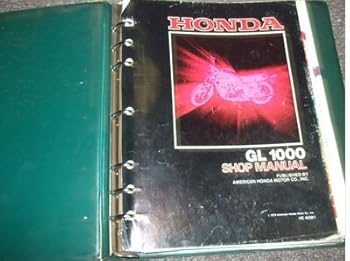 HONDA
GL 1000
SHOP MANUAL
PUBLISHED BY
AMERICAN HONDA MOTOR CO., INC.